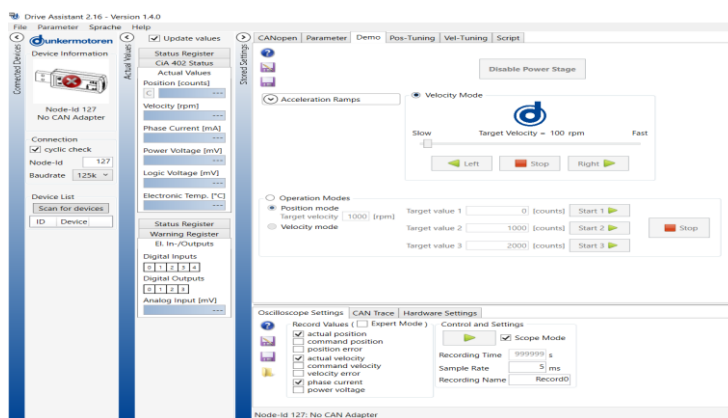 Drive Assistant 2.16 - Version 1.4.0
File Parameter Sprache Help
Connected Devices
dunkermotoren
Device Information
Node-Id 127
No CAN Adapter
Connection
cyclic check
Node-Id 127
Baudrate 125k
Device List
Scan for devices
ID Device
Actual Values
Update values
Status Register
CiA 402 Status
Actual Values
Position [counts]
C ---
Velocity [rpm]
---
Phase Current [mA]
---
Power Voltage [mV]
---
Logic Voltage [mV]
---
Electronic Temp. [°C]
---
Status Register
Warning Register
El. In-/Outputs
Digital Inputs
0 1 2 3 4
Digital Outputs
0 1 2 3
Analog Input [mV]
---
Stored Settings
CANopen Parameter Demo Pos-Tuning Vel-Tuning Script
Disable Power Stage
Acceleration Ramps
Velocity Mode
Slow Target Velocity = 100 rpm Fast
Left Stop Right
Operation Modes
Position mode
Target velocity 1000 [rpm]
Velocity mode
Target value 1 0 [counts] Start 1
Target value 2 1000 [counts] Start 2
Target value 3 2000 [counts] Start 3
Stop
Oscilloscope Settings CAN Trace Hardware Settings
Record Values ( Expert Mode )
actual position
command position
position error
actual velocity
command velocity
velocity error
phase current
power voltage
Control and Settings
Scope Mode
Recording Time 999999 s
Sample Rate 5 ms
Recording Name Record0
Node-Id 127: No CAN Adapter